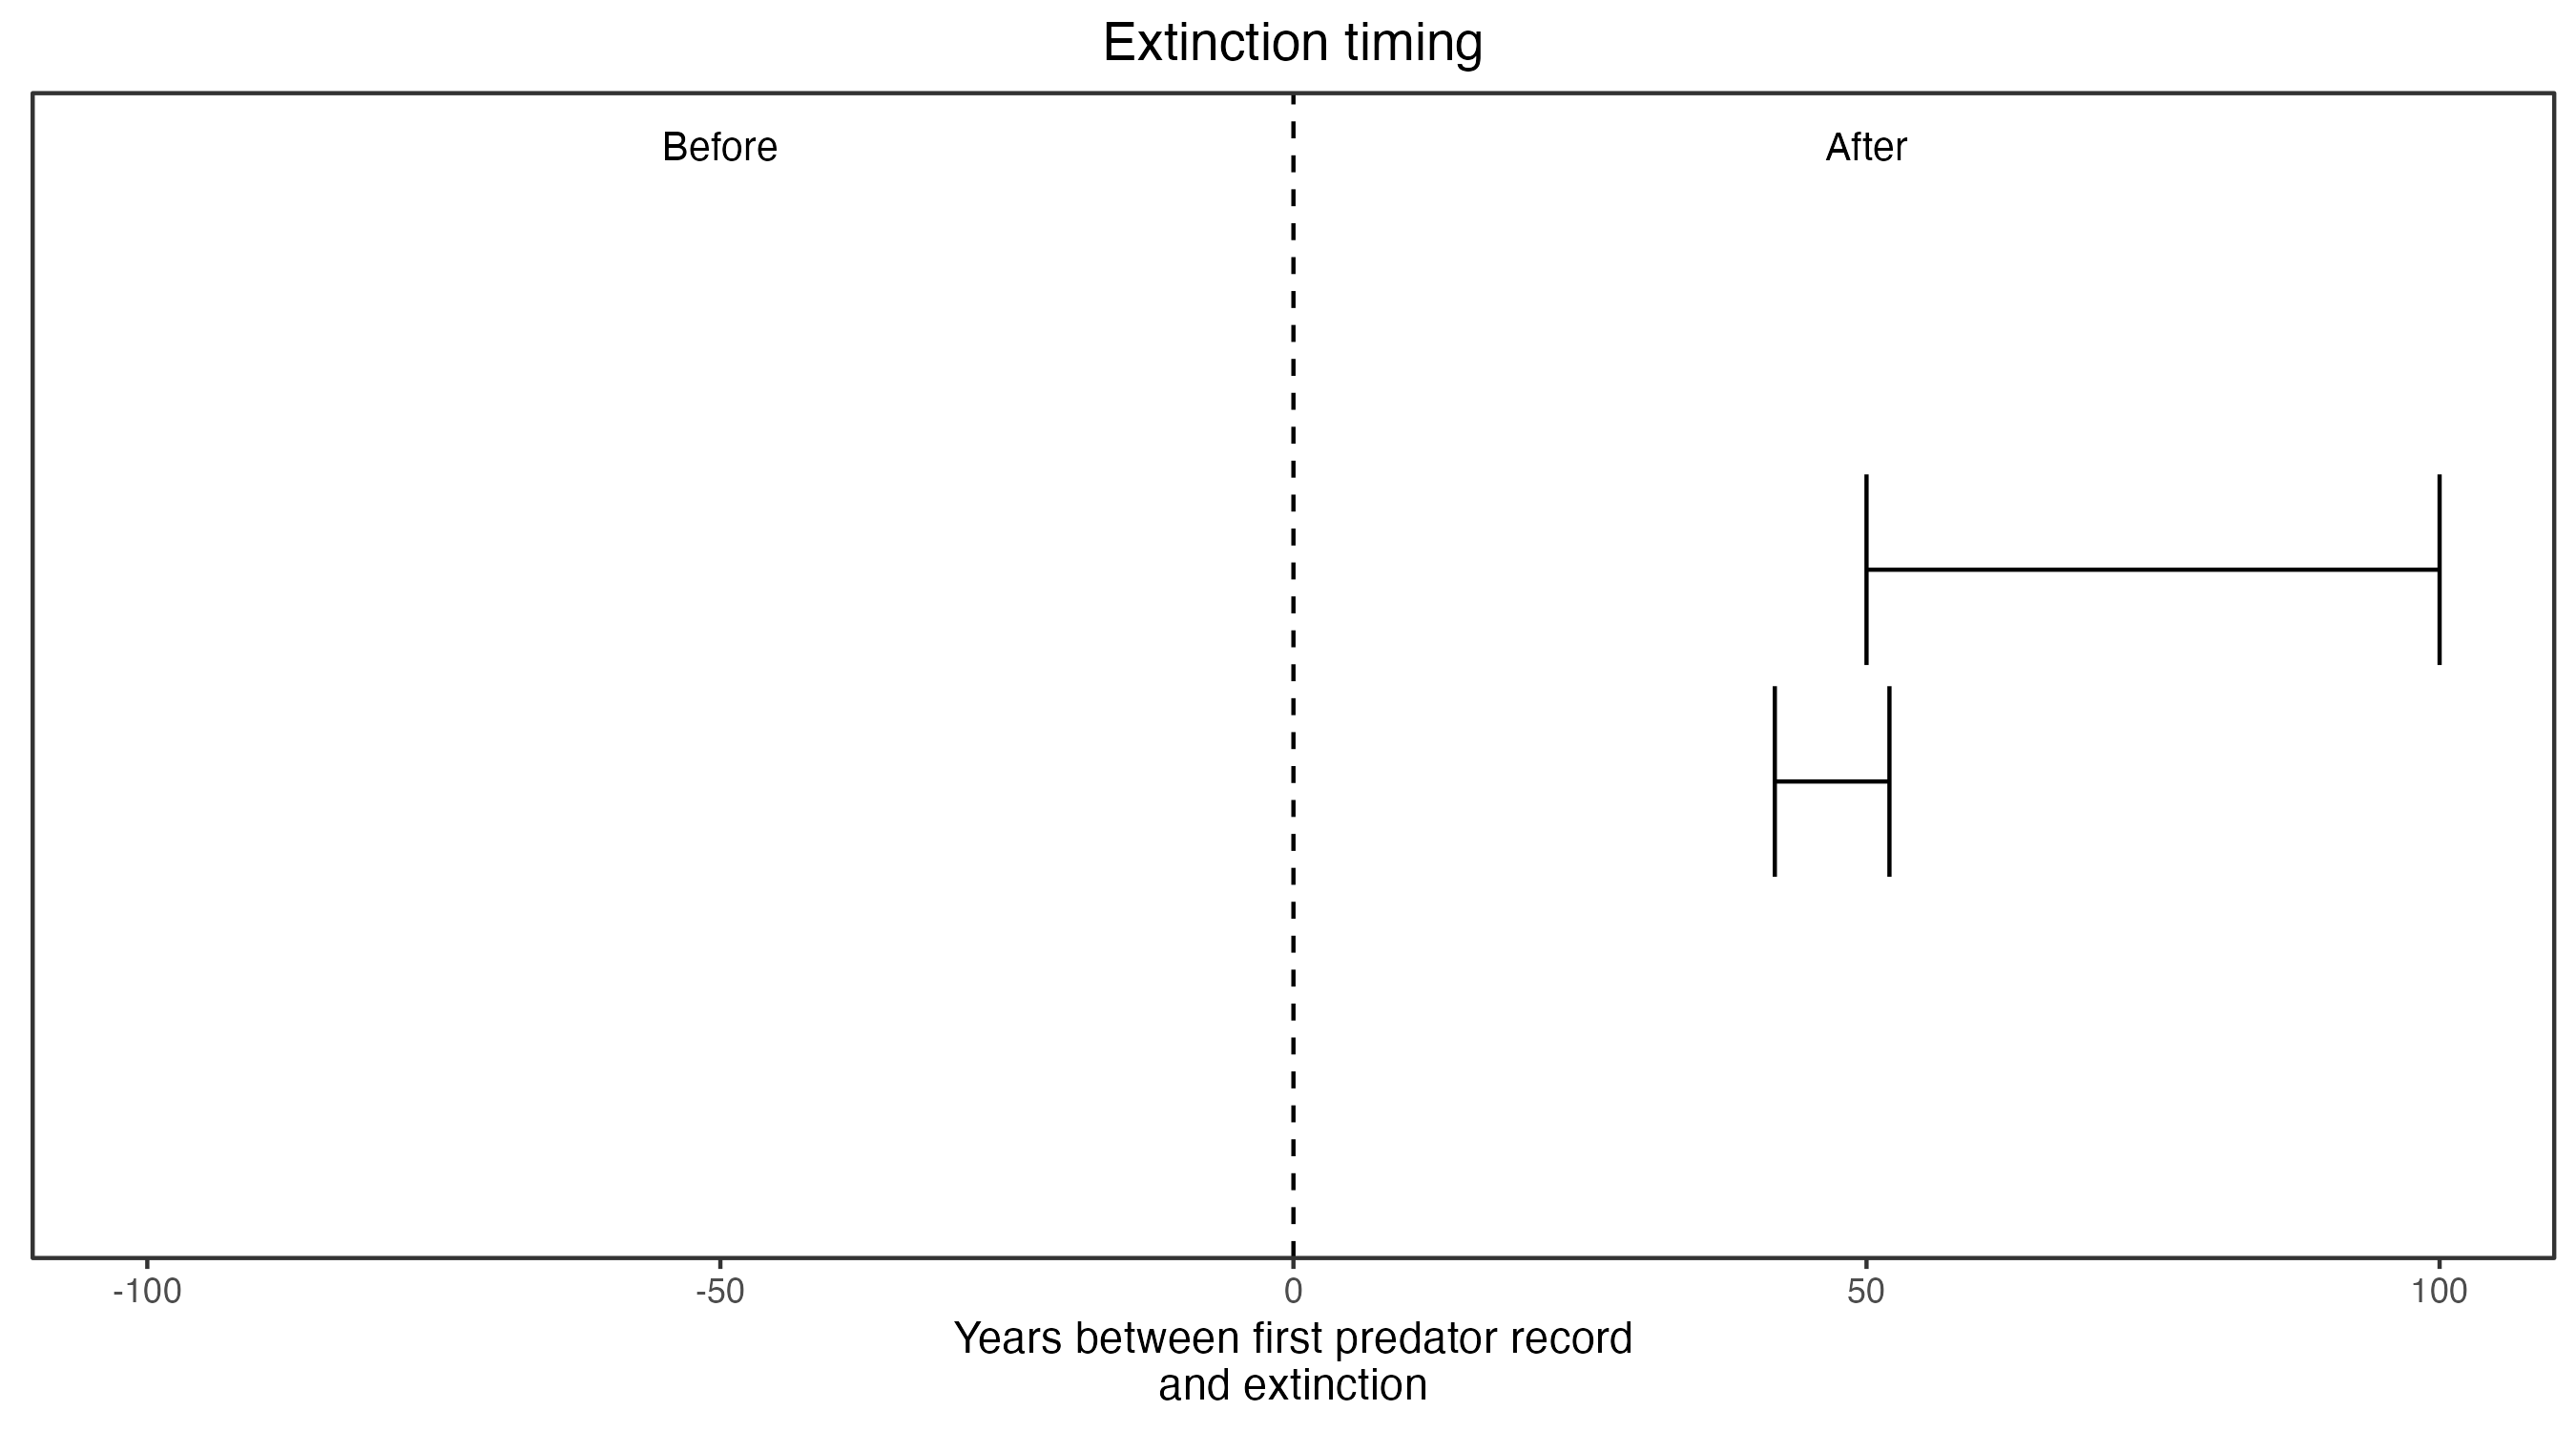 Extinction timing
Before
After
-100
-50
0
50
100
Years between first predator record
and extinction